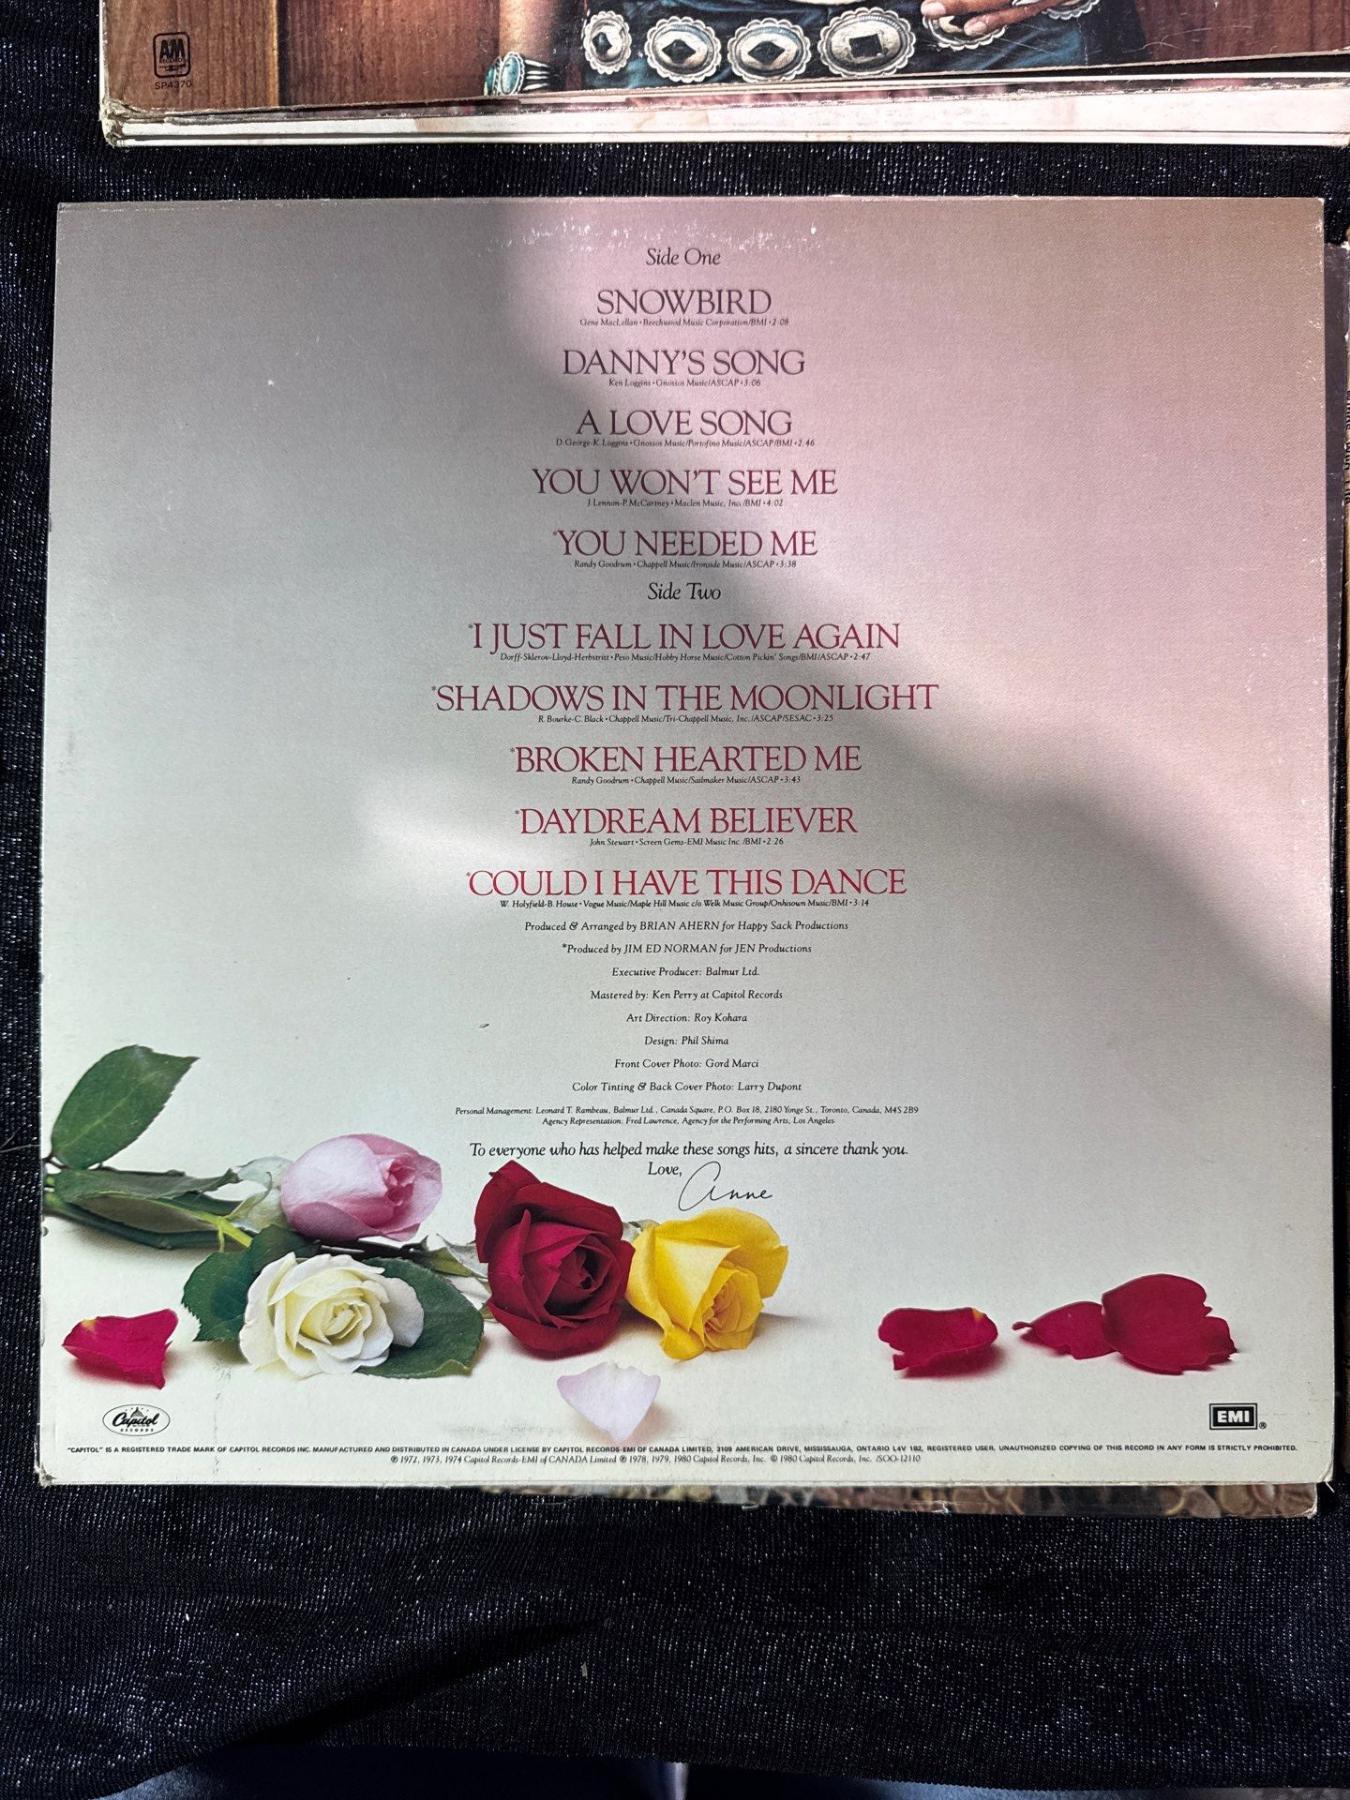 AM
RECORDS
SP4370
Side One
SNOWBIRD
Gene MacLellan • Beechwood Music Corporation/BMI • 2:08
DANNY'S SONG
Ken Loggins • Gnossos Music/ASCAP • 3:06
A LOVE SONG
D. George-K. Loggins • Gnossos Music/Portofino Music/ASCAP/BMI • 2:46
YOU WON'T SEE ME
J. Lennon-P. McCartney • Maclen Music, Inc./BMI • 4:02
*YOU NEEDED ME
Randy Goodrum • Chappell Music/Ironside Music/ASCAP • 3:38
Side Two
*I JUST FALL IN LOVE AGAIN
Dorff-Sklerov-Lloyd-Herbstritt • Peso Music/Hobby Horse Music/Cotton Pickin' Songs/BMI/ASCAP • 2:47
*SHADOWS IN THE MOONLIGHT
R. Bourke-C. Black • Chappell Music/Tri-Chappell Music, Inc./ASCAP/SESAC • 3:25
*BROKEN HEARTED ME
Randy Goodrum • Chappell Music/Sailmaker Music/ASCAP • 3:43
*DAYDREAM BELIEVER
John Stewart • Screen Gems-EMI Music Inc./BMI • 2:26
*COULD I HAVE THIS DANCE
W. Holyfield-B. House • Vogue Music/Maple Hill Music c/o Welk Music Group/Onhisown Music/BMI • 3:14
Produced & Arranged by BRIAN AHERN for Happy Sack Productions
*Produced by JIM ED NORMAN for JEN Productions
Executive Producer: Balmur Ltd.
Mastered by: Ken Perry at Capitol Records
Art Direction: Roy Kohara
Design: Phil Shima
Front Cover Photo: Gord Marci
Color Tinting & Back Cover Photo: Larry Dupont
Personal Management: Leonard T. Rambeau, Balmur Ltd., Canada Square, P.O. Box 18, 2180 Yonge St., Toronto, Canada, M4S 2B9
Agency Representation: Fred Lawrence, Agency for the Performing Arts, Los Angeles
To everyone who has helped make these songs hits, a sincere thank you.
Love,
Anne
Capitol
RECORDS
EMI®
"CAPITOL" IS A REGISTERED TRADE MARK OF CAPITOL RECORDS INC. MANUFACTURED AND DISTRIBUTED IN CANADA UNDER LICENSE BY CAPITOL RECORDS-EMI OF CANADA LIMITED, 3109 AMERICAN DRIVE, MISSISSAUGA, ONTARIO L4V 1B2, REGISTERED USER. UNAUTHORIZED COPYING OF THIS RECORD IN ANY FORM IS STRICTLY PROHIBITED.
℗ 1972, 1973, 1974 Capitol Records-EMI of CANADA Limited ℗ 1978, 1979, 1980 Capitol Records, Inc. © 1980 Capitol Records, Inc. /SOO-12110